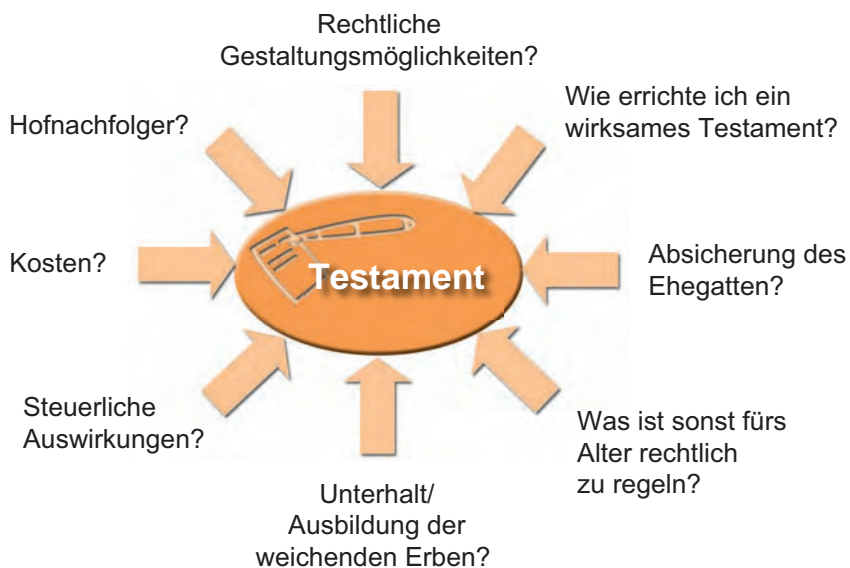 Rechtliche
Gestaltungsmöglichkeiten?
Wie errichte ich ein
wirksames Testament?
Hofnachfolger?
Kosten?
Testament
Absicherung des
Ehegatten?
Steuerliche
Auswirkungen?
Was ist sonst fürs
Alter rechtlich
zu regeln?
Unterhalt/
Ausbildung der
weichenden Erben?